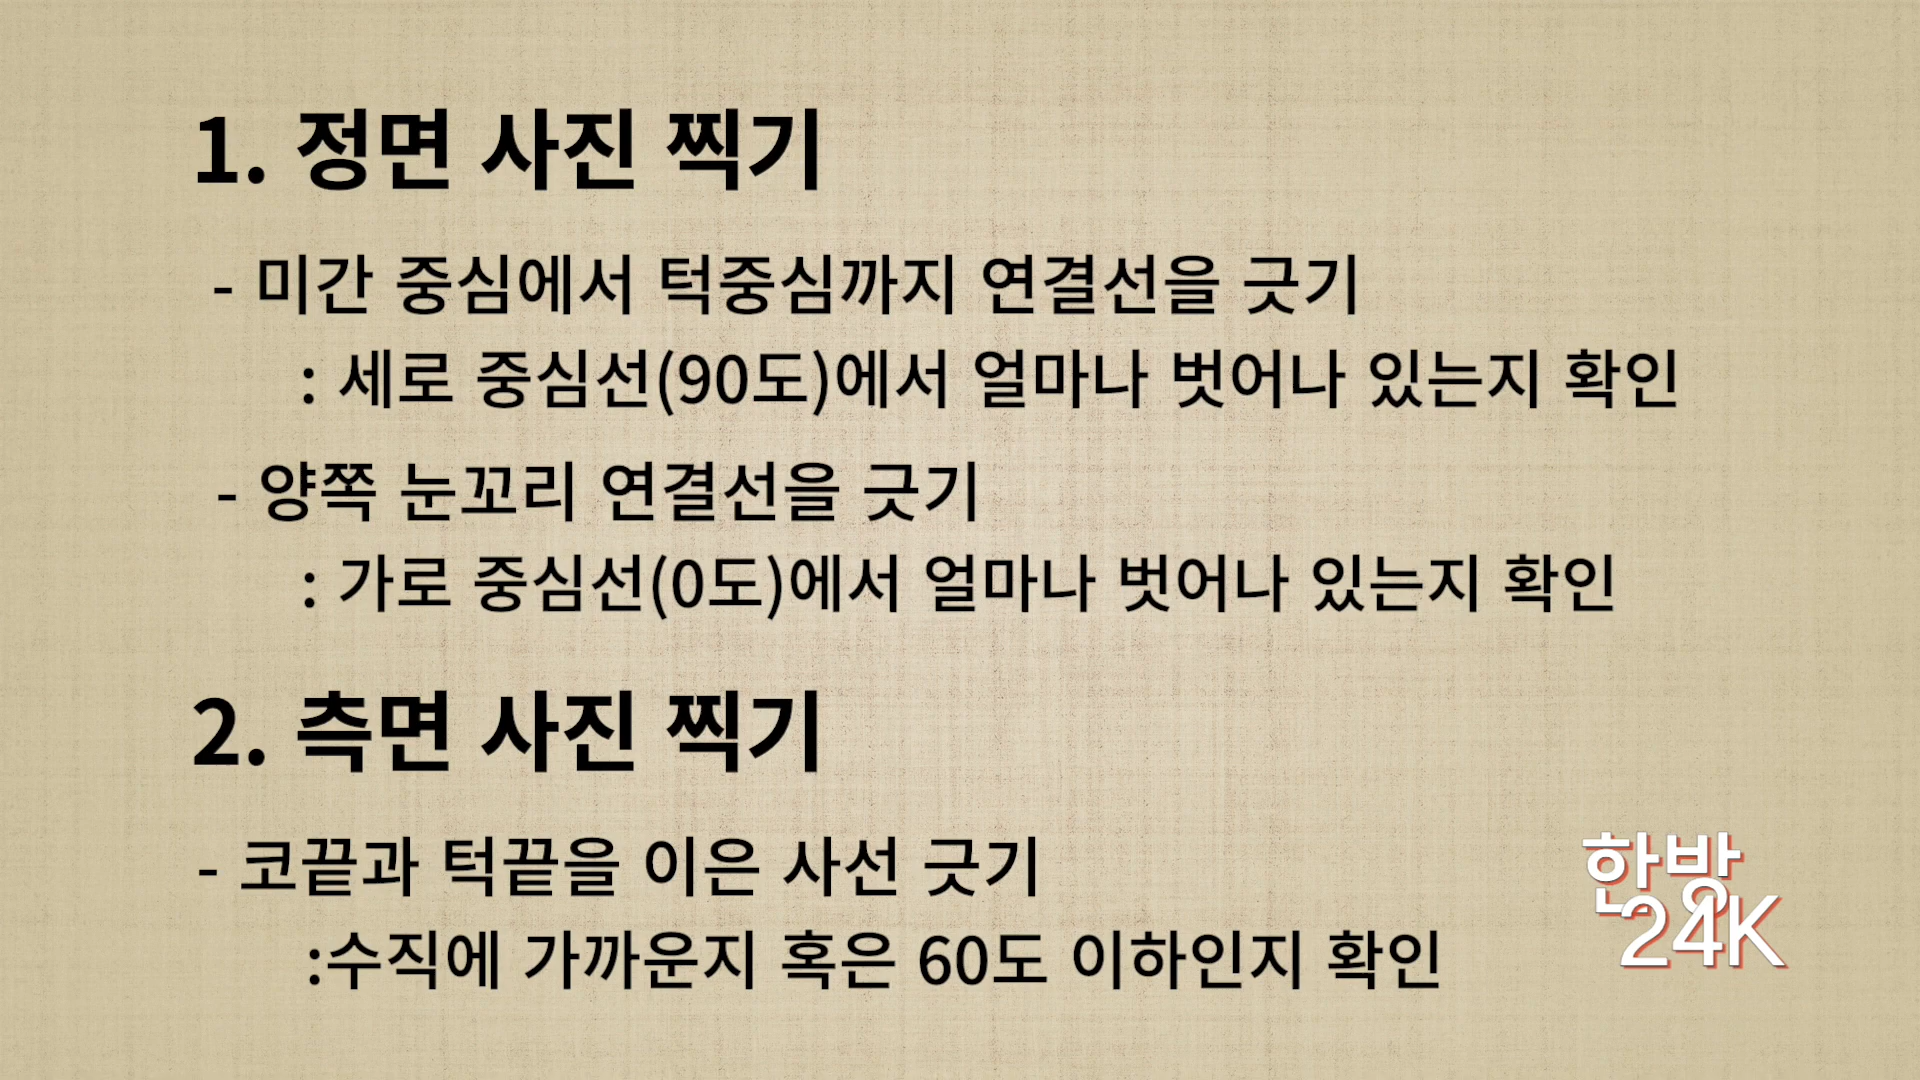 1. 정면 사진 찍기
- 미간 중심에서 턱중심까지 연결선을 긋기
: 세로 중심선(90도)에서 얼마나 벗어나 있는지 확인
- 양쪽 눈꼬리 연결선을 긋기
: 가로 중심선(0도)에서 얼마나 벗어나 있는지 확인
2. 측면 사진 찍기
- 코끝과 턱끝을 이은 사선 긋기
:수직에 가까운지 혹은 60도 이하인지 확인
한방
24K